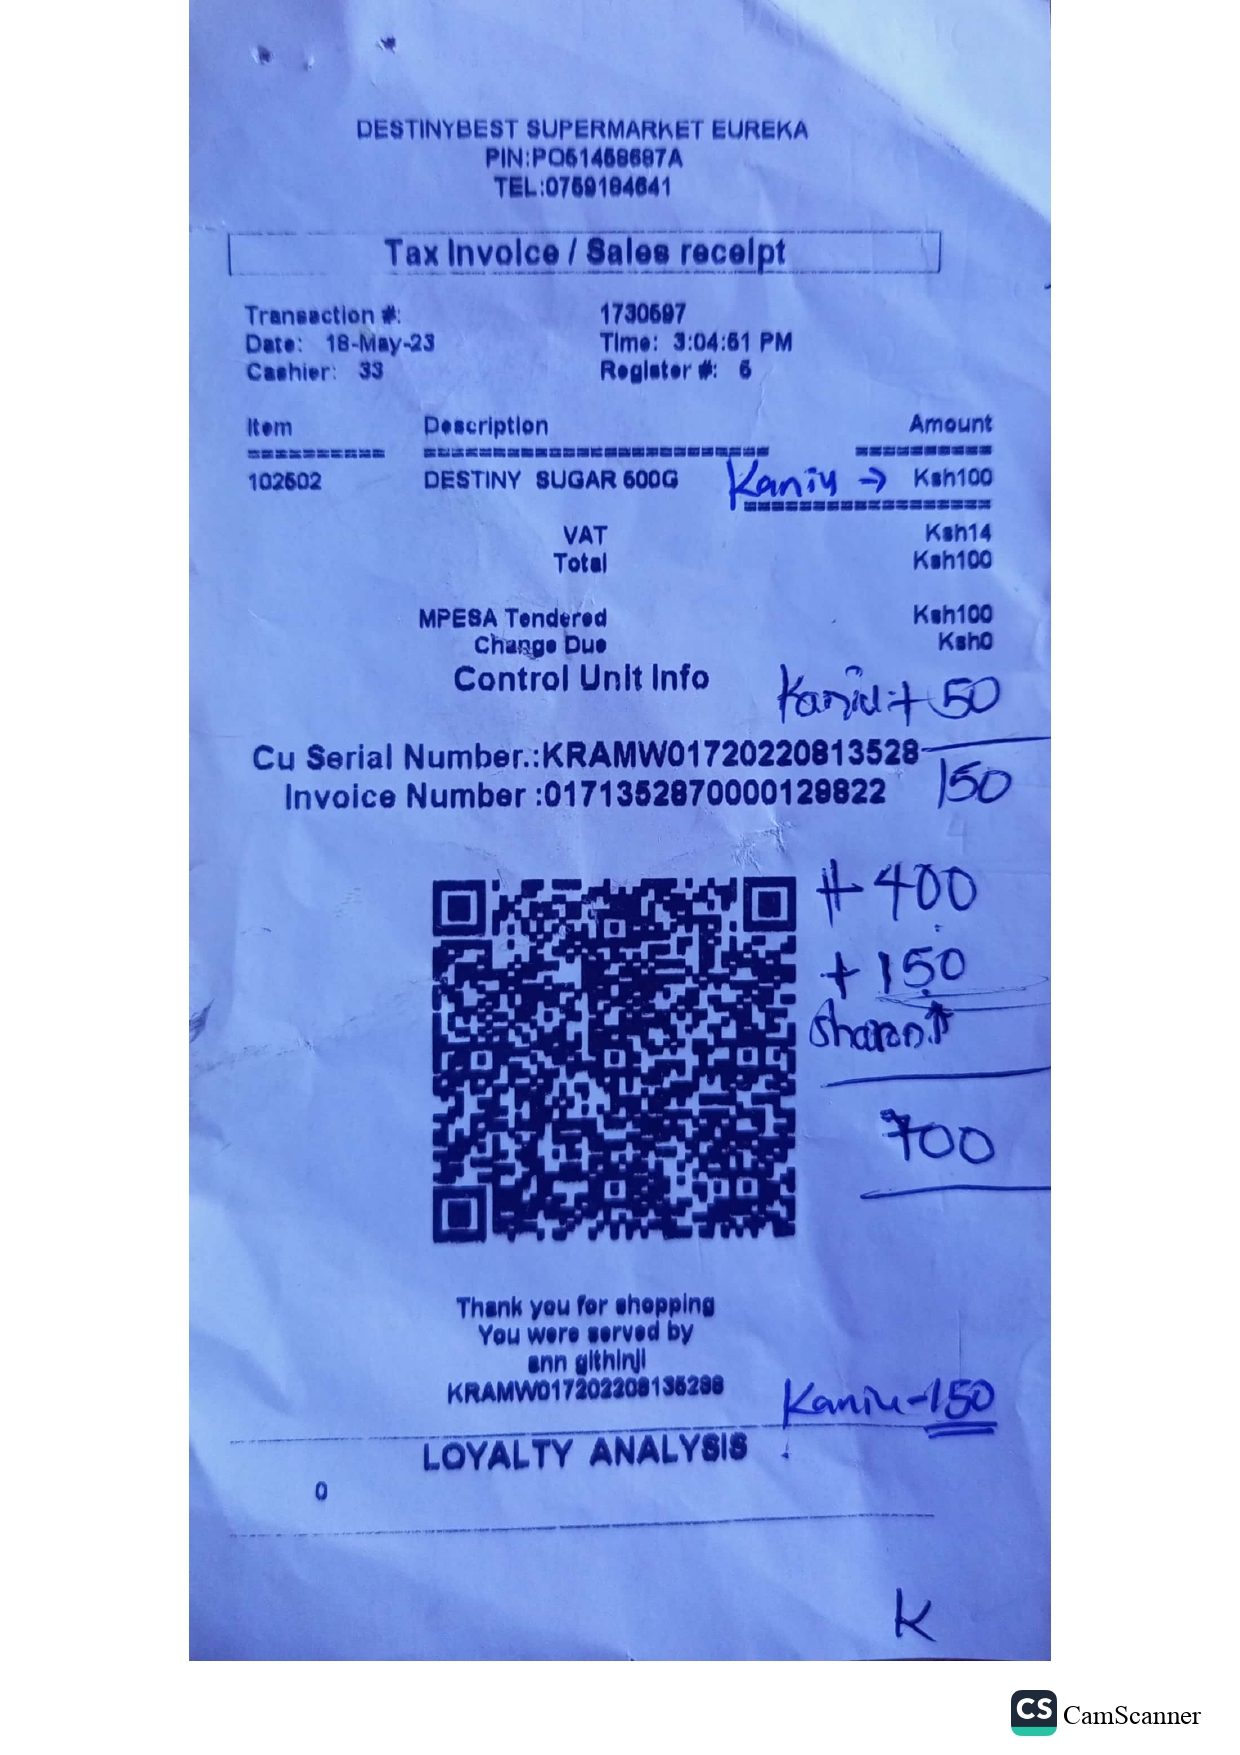 DESTINYBEST SUPERMARKET EUREKA
PIN:PO51458687A
TEL:0759184641
Tax Invoice / Sales receipt
Transaction #: 1730597
Date: 18-May-23 Time: 3:04:51 PM
Cashier: 33 Register #: 6
Item Description Amount
102502 DESTINY SUGAR 500G Kaniu → Ksh100
VAT Ksh14
Total Ksh100
MPESA Tendered Ksh100
Change Due Ksh0
Control Unit Info
Kaniu + 50
Cu Serial Number.:KRAMW01720220813528
150
Invoice Number :0171352870000129822
+ 400
+ 150
Sharon ↑
700
Thank you for shopping
You were served by
ann githinji
KRAMW017202208135288
Kaniu - 150
LOYALTY ANALYSIS
0
K
CS CamScanner